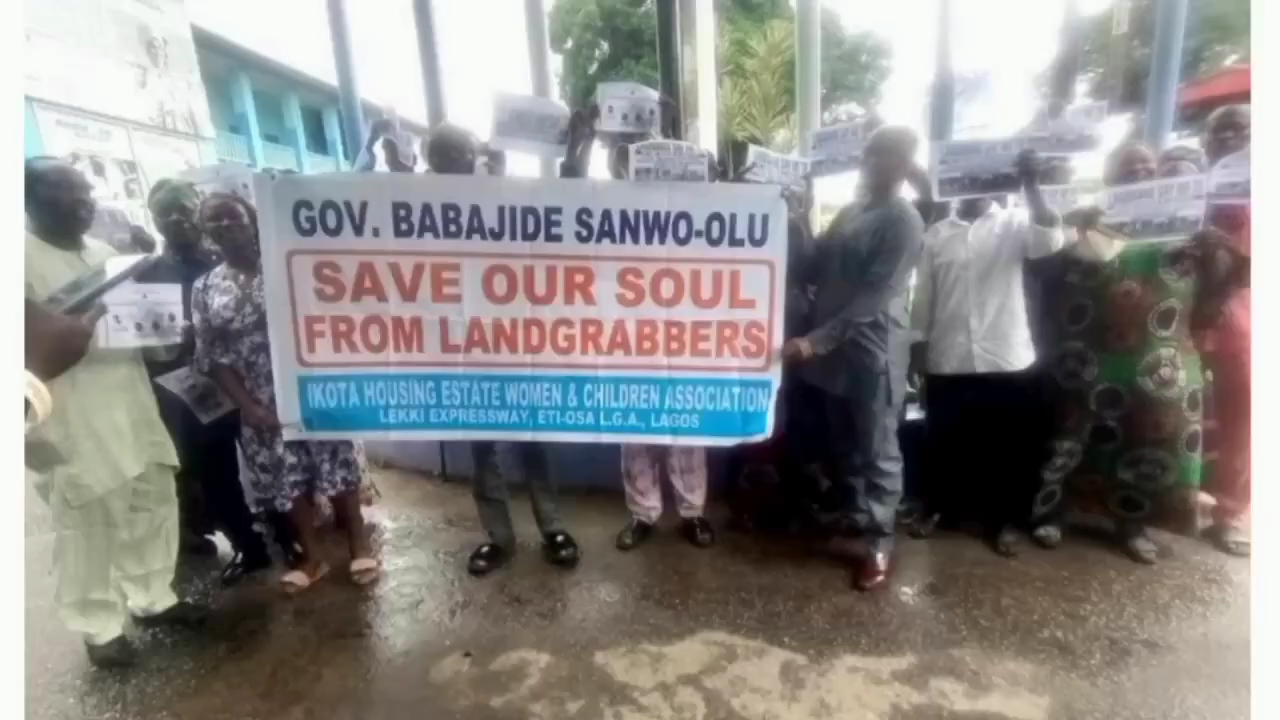 GOV. BABAJIDE SANWO-OLU
SAVE OUR SOUL
FROM LANDGRABBERS
IKOTA HOUSING ESTATE WOMEN & CHILDREN ASSOCIATION
LEKKI EXPRESSWAY, ETI-OSA L.G.A., LAGOS